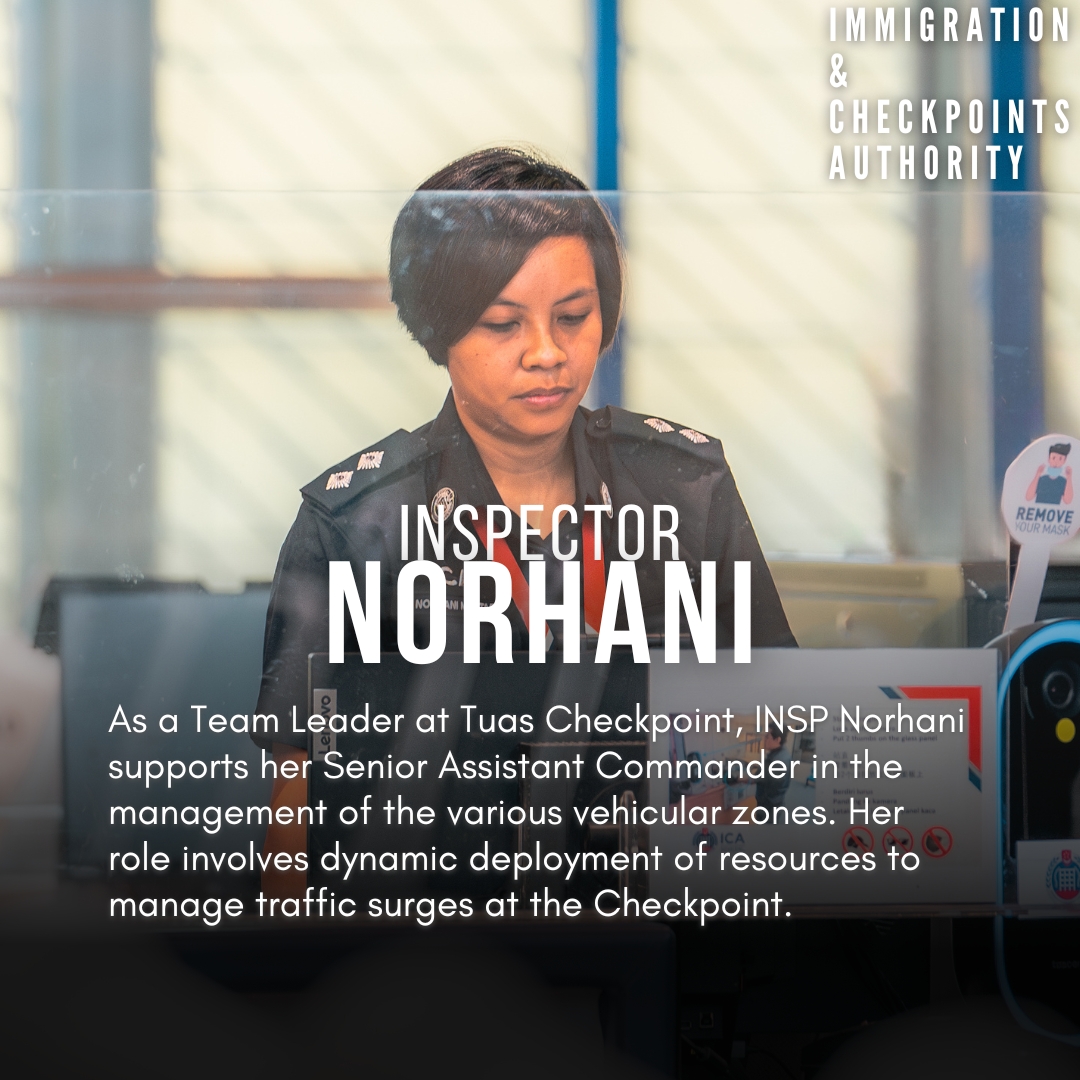 IMMIGRATION
&
CHECKPOINTS
AUTHORITY
REMOVE
YOUR MASK
INSPECTOR
NORHANI
Lenovo
As a Team Leader at Tuas Checkpoint, INSP Norhani
supports her Senior Assistant Commander in the
management of the various vehicular zones. Her
role involves dynamic deployment of resources to
manage traffic surges at the Checkpoint.
ICA